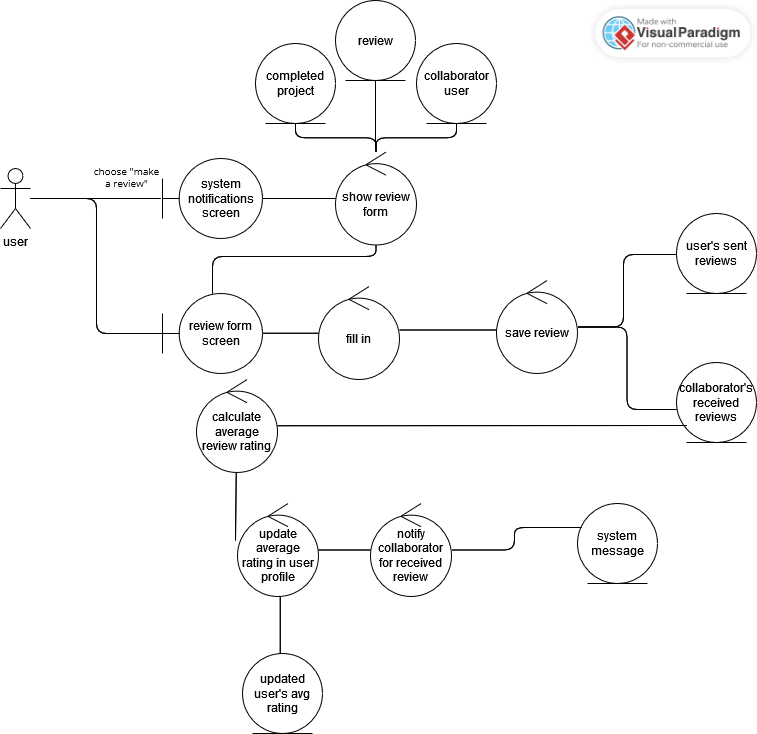 Made with
VisualParadigm
For non-commercial use
review
completed
project
collaborator
user
choose "make
a review"
system
notifications
screen
show review
form
user
user's sent
reviews
review form
screen
fill in
save review
collaborator's
received
reviews
calculate
average
review rating
update
average
rating in user
profile
notify
collaborator
for received
review
system
message
updated
user's avg
rating